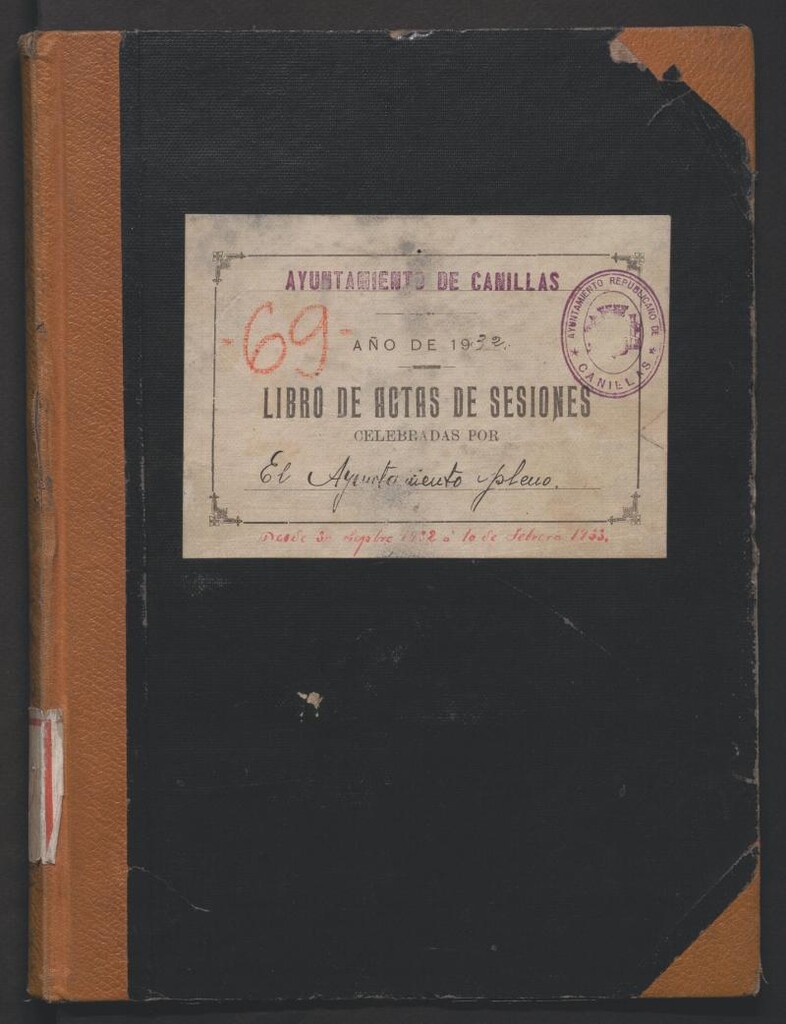 AYUNTAMIENTO DE CANILLAS
AYUNTAMIENTO REPUBLICANO DE
* CANILLAS *
-69-
AÑO DE 1932.
LIBRO DE ACTAS DE SESIONES
CELEBRADAS POR
El Ayuntamiento pleno.
Desde 30 Agsbre 1932 á 10 de febrero 1933.